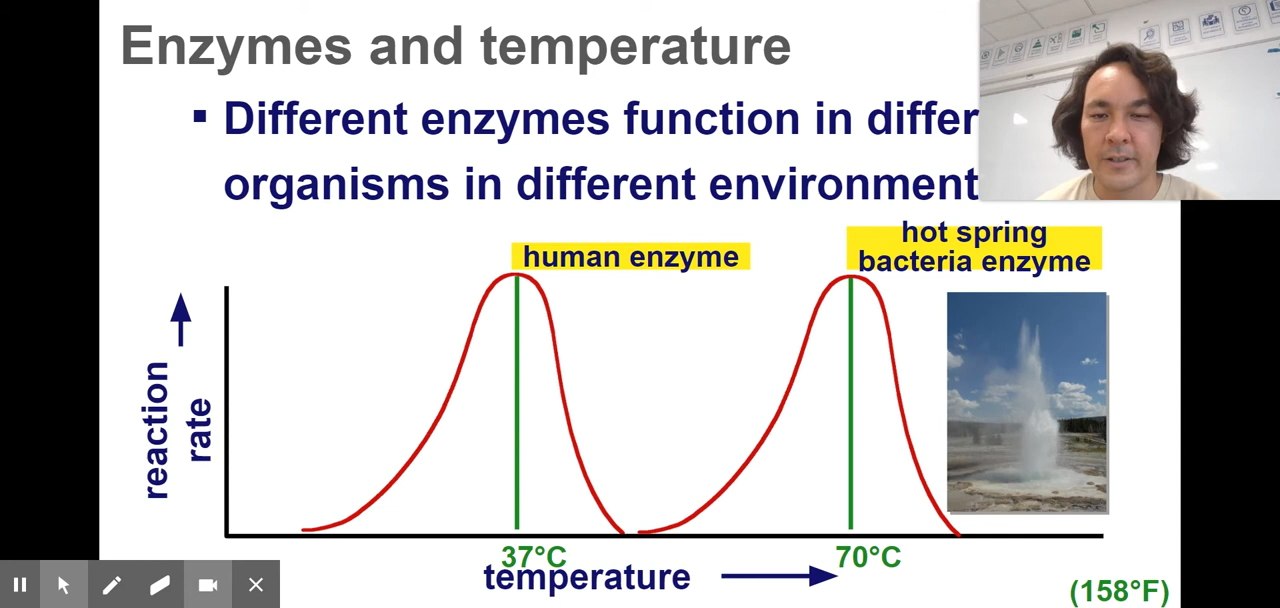 Enzymes and temperature
▪ Different enzymes function in differ
organisms in different environment
human enzyme
hot spring
bacteria enzyme
reaction
rate
37°C
70°C
temperature
(158°F)